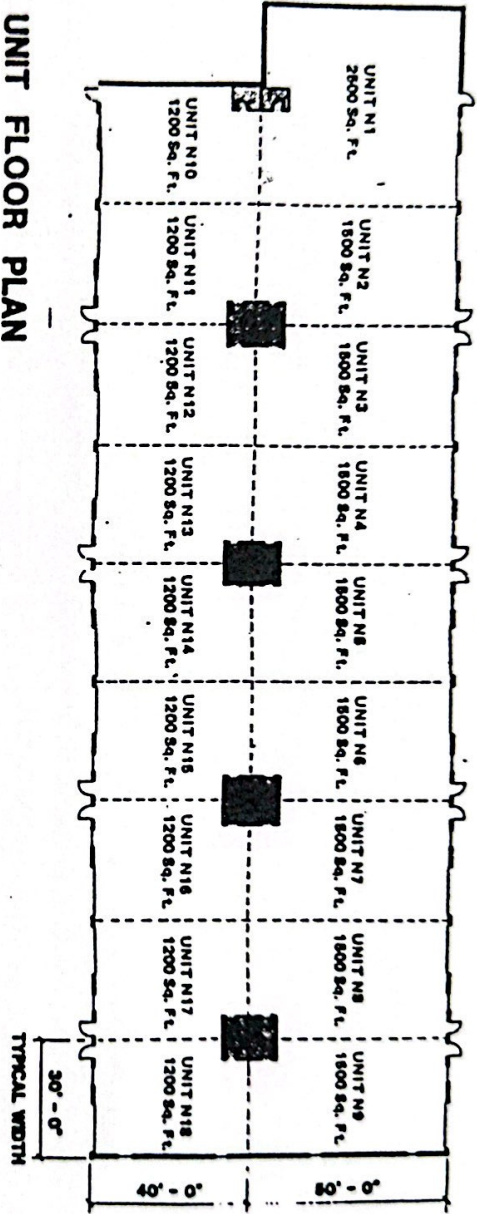 UNIT N1
2500 Sq. Ft.
UNIT N2
1500 Sq. Ft.
UNIT N3
1500 Sq. Ft.
UNIT N4
1500 Sq. Ft.
UNIT N5
1500 Sq. Ft.
UNIT N6
1500 Sq. Ft.
UNIT N7
1500 Sq. Ft.
UNIT N8
1500 Sq. Ft.
UNIT N9
1500 Sq. Ft.
50'-0"
UNIT N10
1200 Sq. Ft.
UNIT N11
1200 Sq. Ft.
UNIT N12
1200 Sq. Ft.
UNIT N13
1200 Sq. Ft.
UNIT N14
1200 Sq. Ft.
UNIT N15
1200 Sq. Ft.
UNIT N16
1200 Sq. Ft.
UNIT N17
1200 Sq. Ft.
UNIT N18
1200 Sq. Ft.
40'-0"
30'-0"
TYPICAL WIDTH
UNIT FLOOR PLAN